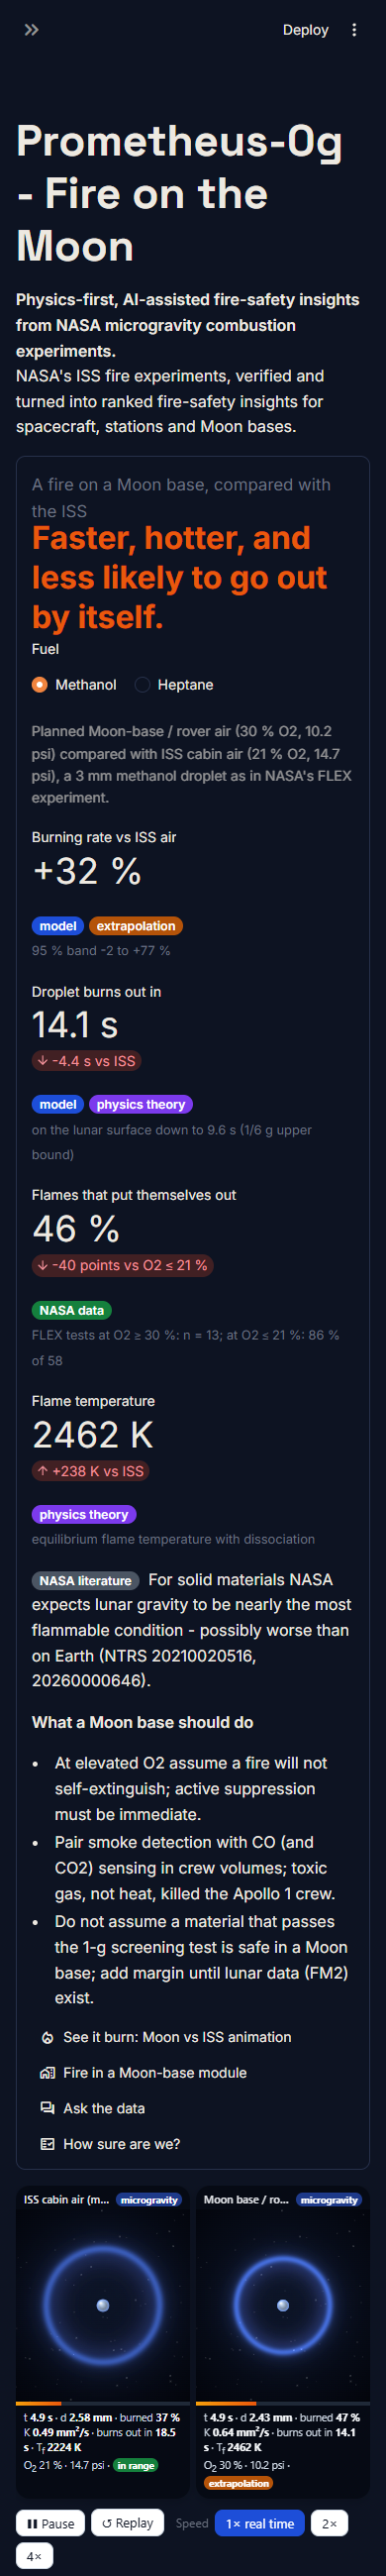 Deploy
Prometheus-0g
- Fire on the
Moon
Physics-first, AI-assisted fire-safety insights
from NASA microgravity combustion
experiments.
NASA's ISS fire experiments, verified and
turned into ranked fire-safety insights for
spacecraft, stations and Moon bases.
A fire on a Moon base, compared with
the ISS
Faster, hotter, and
less likely to go out
by itself.
Fuel
Methanol Heptane
Planned Moon-base / rover air (30 % O2, 10.2
psi) compared with ISS cabin air (21 % O2, 14.7
psi), a 3 mm methanol droplet as in NASA's FLEX
experiment.
Burning rate vs ISS air
+32 %
model extrapolation
95 % band -2 to +77 %
Droplet burns out in
14.1 s
↓ -4.4 s vs ISS
model physics theory
on the lunar surface down to 9.6 s (1/6 g upper
bound)
Flames that put themselves out
46 %
↓ -40 points vs O2 ≤ 21 %
NASA data
FLEX tests at O2 ≥ 30 %: n = 13; at O2 ≤ 21 %: 86 %
of 58
Flame temperature
2462 K
↑ +238 K vs ISS
physics theory
equilibrium flame temperature with dissociation
NASA literature For solid materials NASA
expects lunar gravity to be nearly the most
flammable condition - possibly worse than
on Earth (NTRS 20210020516,
20260000646).
What a Moon base should do
• At elevated O2 assume a fire will not
self-extinguish; active suppression
must be immediate.
• Pair smoke detection with CO (and
CO2) sensing in crew volumes; toxic
gas, not heat, killed the Apollo 1 crew.
• Do not assume a material that passes
the 1-g screening test is safe in a Moon
base; add margin until lunar data (FM2)
exist.
See it burn: Moon vs ISS animation
Fire in a Moon-base module
Ask the data
How sure are we?
ISS cabin air (m... microgravity
t 4.9 s · d 2.58 mm · burned 37 %
K 0.49 mm²/s · burns out in 18.5
s · Tf 2224 K
O2 21 % · 14.7 psi · in range
Moon base / ro... microgravity
t 4.9 s · d 2.43 mm · burned 47 %
K 0.64 mm²/s · burns out in 14.1
s · Tf 2462 K
O2 30 % · 10.2 psi ·
extrapolation
Pause ↺ Replay Speed 1× real time 2×
4×